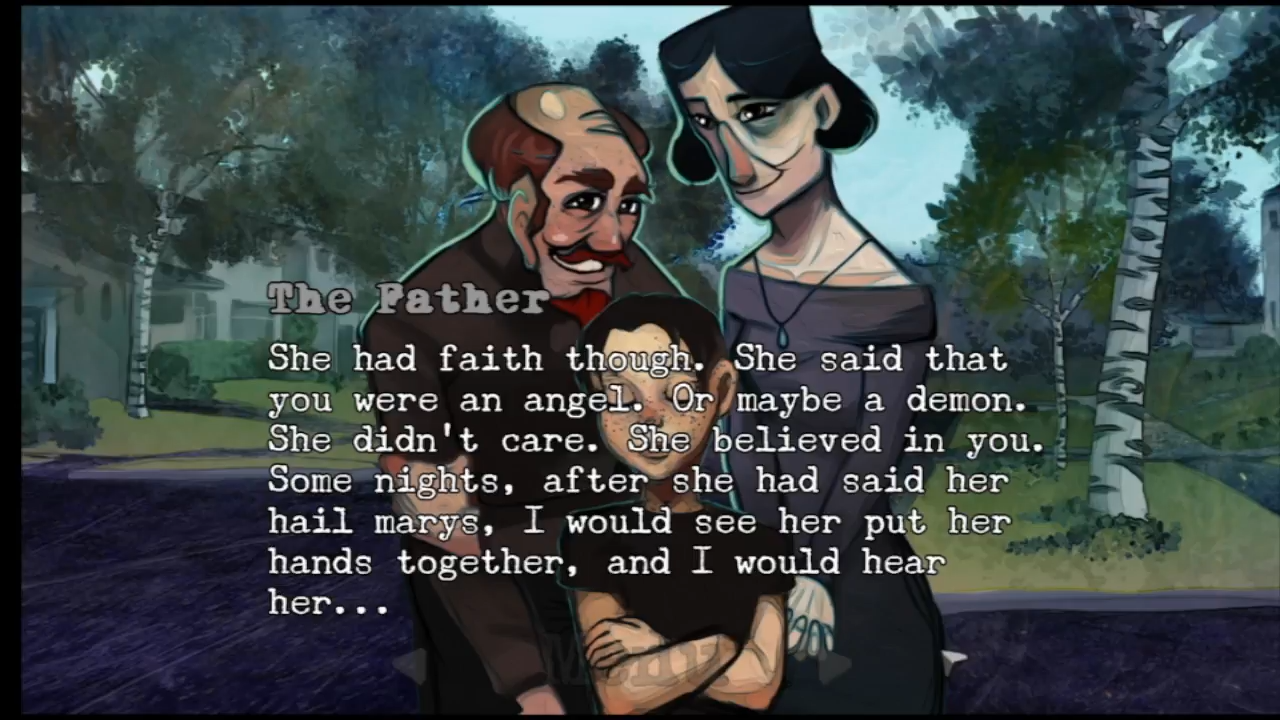 The Father
She had faith though. She said that
you were an angel. Or maybe a demon.
She didn't care. She believed in you.
Some nights, after she had said her
hail marys, I would see her put her
hands together, and I would hear
her...
Menu